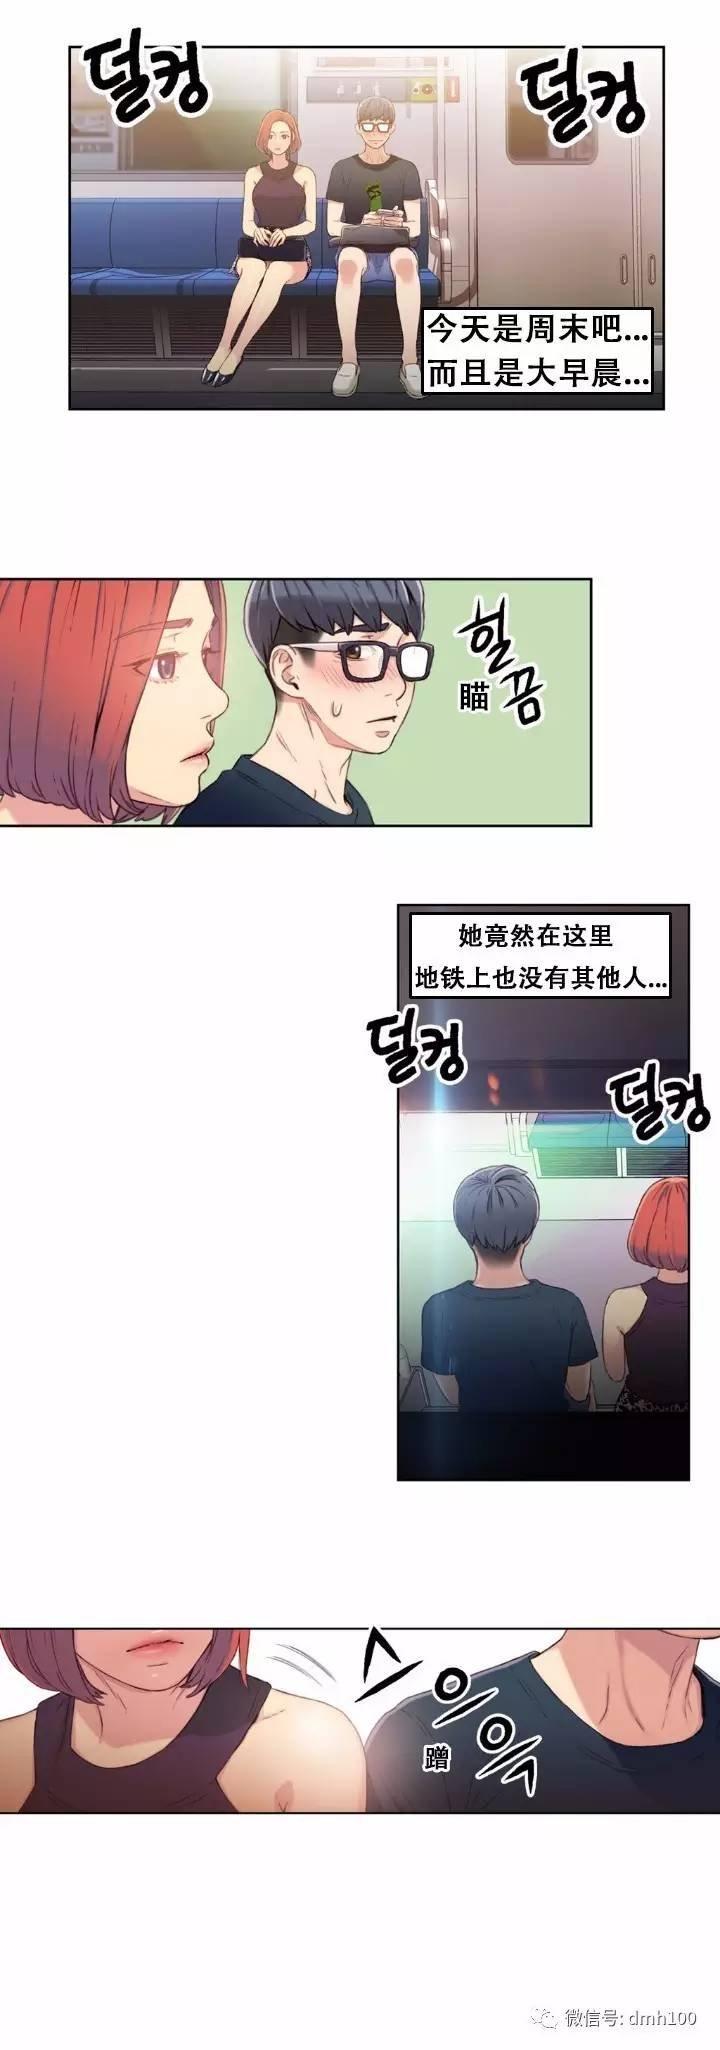 덜컹
덜컹
今天是周末吧...
而且是大早晨...
힐끔
瞄
她竟然在这里
地铁上也没有其他人...
덜컹
덜컹
스으윽
蹭
微信号: dmh100